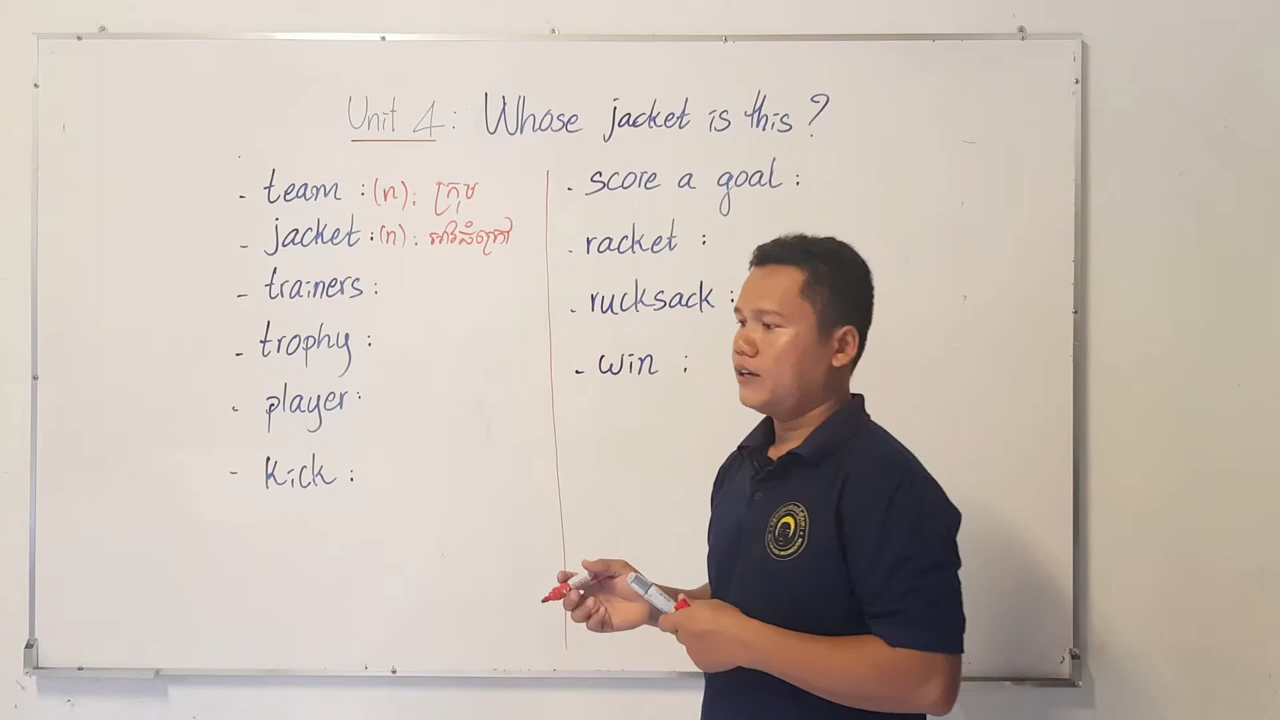 Unit 4: Whose jacket is this?
- team : (n): ក្រុម
- jacket : (n): អាវធំក្រៅ
- trainers :
- trophy :
- player :
- kick :
- score a goal :
- racket :
- rucksack :
- win :